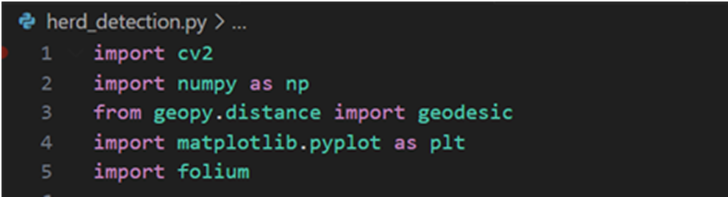 herd_detection.py > ...
1 import cv2
2 import numpy as np
3 from geopy.distance import geodesic
4 import matplotlib.pyplot as plt
5 import folium